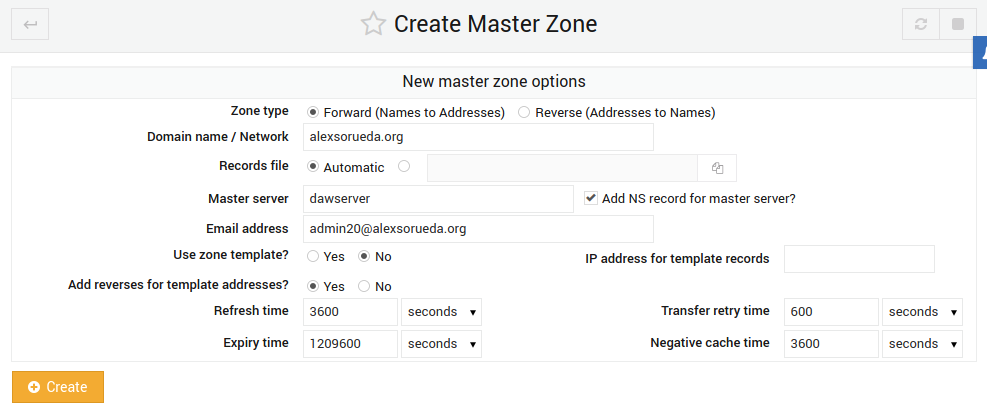 Create Master Zone
New master zone options
Zone type Forward (Names to Addresses) Reverse (Addresses to Names)
Domain name / Network alexsorueda.org
Records file Automatic
Master server dawserver Add NS record for master server?
Email address admin20@alexsorueda.org
Use zone template? Yes No IP address for template records
Add reverses for template addresses? Yes No
Refresh time 3600 seconds Transfer retry time 600 seconds
Expiry time 1209600 seconds Negative cache time 3600 seconds
Create